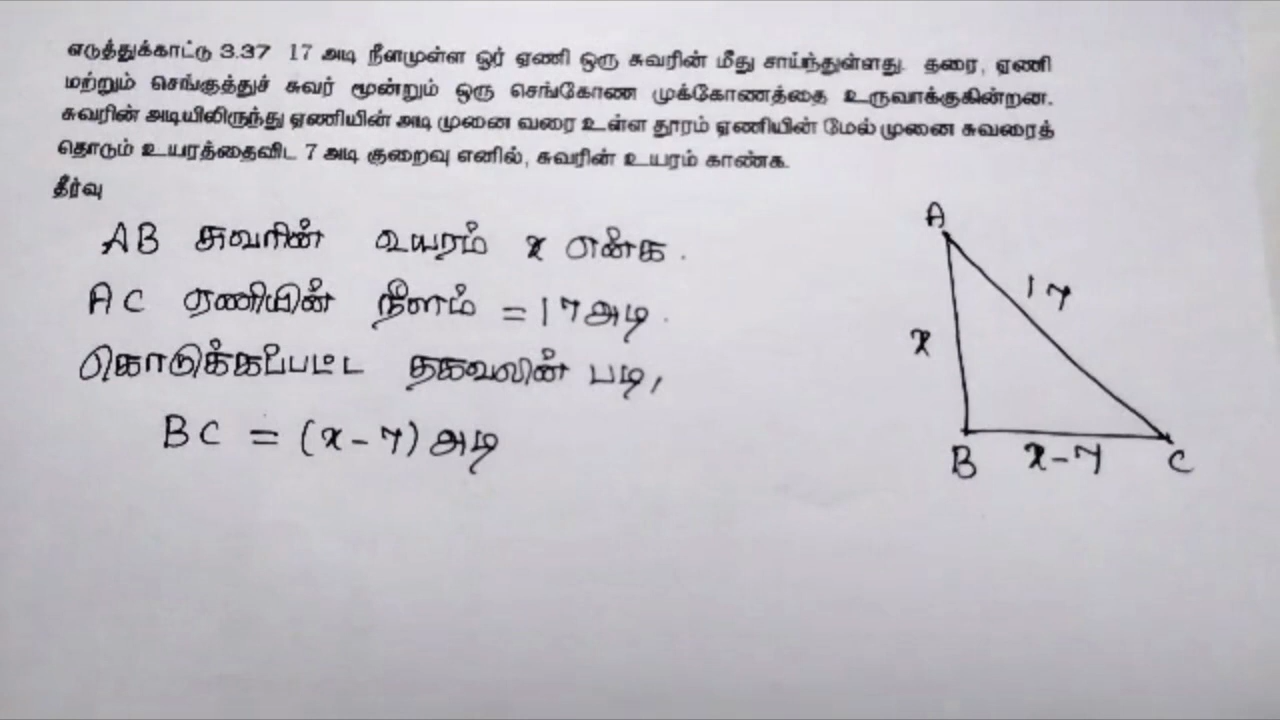 எடுத்துக்காட்டு 3.37 17 அடி நீளமுள்ள ஓர் ஏணி ஒரு சுவரின் மீது சாய்ந்துள்ளது. தரை, ஏணி
மற்றும் செங்குத்துச் சுவர் மூன்றும் ஒரு செங்கோண முக்கோணத்தை உருவாக்குகின்றன.
சுவரின் அடியிலிருந்து ஏணியின் அடி முனை வரை உள்ள தூரம் ஏணியின் மேல் முனை சுவரைத்
தொடும் உயரத்தைவிட 7 அடி குறைவு எனில், சுவரின் உயரம் காண்க.
தீர்வு
AB சுவரின் உயரம் x என்க.
AC ஏணியின் நீளம் = 17 அடி.
கொடுக்கப்பட்ட தகவலின் படி,
BC = (x - 7) அடி
A
17
x
B x-7 C